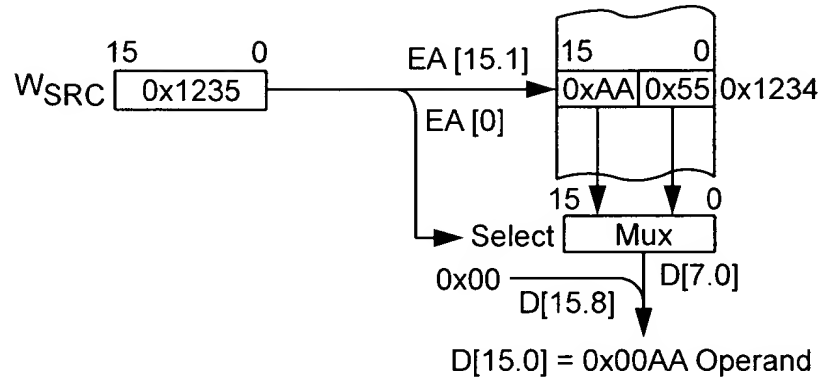 15 0
W SRC 0x1235
EA [15.1]
EA [0]
15 0
0xAA 0x55 0x1234
15 0
Select Mux
0x00
D[15.8]
D[7.0]
D[15.0] = 0x00AA Operand